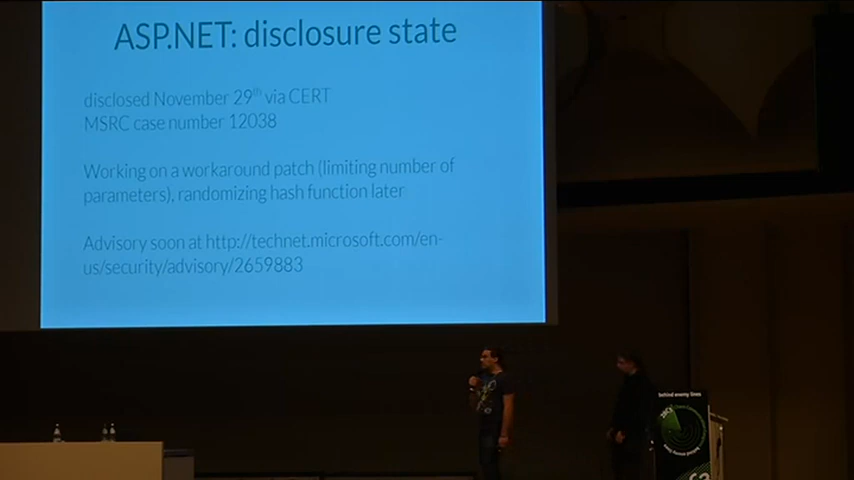 ASP.NET: disclosure state
disclosed November 29th via CERT
MSRC case number 12038
Working on a workaround patch (limiting number of
parameters), randomizing hash function later
Advisory soon at http://technet.microsoft.com/en-
us/security/advisory/2659883
behind enemy lines